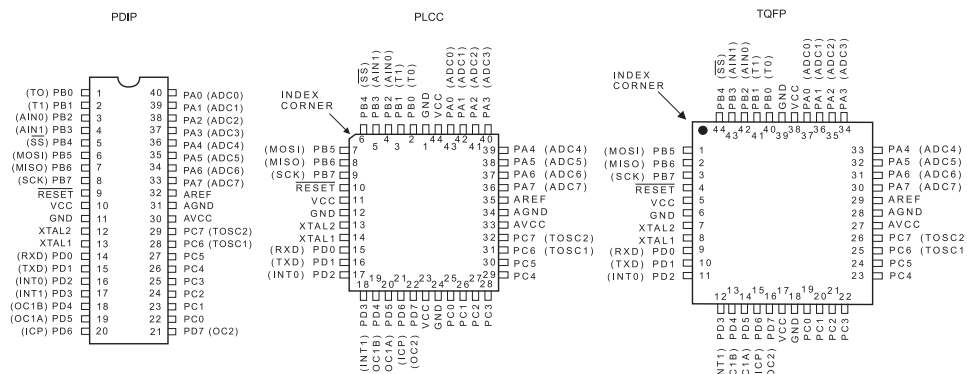 PDIP
(TO) PB0 1 40 PA0 (ADC0)
(T1) PB1 2 39 PA1 (ADC1)
(AIN0) PB2 3 38 PA2 (ADC2)
(AIN1) PB3 4 37 PA3 (ADC3)
(SS) PB4 5 36 PA4 (ADC4)
(MOSI) PB5 6 35 PA5 (ADC5)
(MISO) PB6 7 34 PA6 (ADC6)
(SCK) PB7 8 33 PA7 (ADC7)
RESET 9 32 AREF
VCC 10 31 AGND
GND 11 30 AVCC
XTAL2 12 29 PC7 (TOSC2)
XTAL1 13 28 PC6 (TOSC1)
(RXD) PD0 14 27 PC5
(TXD) PD1 15 26 PC4
(INT0) PD2 16 25 PC3
(INT1) PD3 17 24 PC2
(OC1B) PD4 18 23 PC1
(OC1A) PD5 19 22 PC0
(ICP) PD6 20 21 PD7 (OC2)
PLCC
INDEX
CORNER
PB4 (SS)
PB3 (AIN1)
PB2 (AIN0)
PB1 (T1)
PB0 (T0)
GND
VCC
PA0 (ADC0)
PA1 (ADC1)
PA2 (ADC2)
PA3 (ADC3)
6 5 4 3 2 1 44 43 42 41 40
(MOSI) PB5 7 39 PA4 (ADC4)
(MISO) PB6 8 38 PA5 (ADC5)
(SCK) PB7 9 37 PA6 (ADC6)
RESET 10 36 PA7 (ADC7)
VCC 11 35 AREF
GND 12 34 AGND
XTAL2 13 33 AVCC
XTAL1 14 32 PC7 (TOSC2)
(RXD) PD0 15 31 PC6 (TOSC1)
(TXD) PD1 16 30 PC5
(INT0) PD2 17 29 PC4
18 19 20 21 22 23 24 25 26 27 28
(INT1) PD3
OC1B) PD4
OC1A) PD5
(ICP) PD6
(OC2) PD7
VCC
GND
PC0
PC1
PC2
PC3
TQFP
INDEX
CORNER
PB4 (SS)
PB3 (AIN1)
PB2 (AIN0)
PB1 (T1)
PB0 (T0)
GND
VCC
PA0 (ADC0)
PA1 (ADC1)
PA2 (ADC2)
PA3 (ADC3)
44 43 42 41 40 39 38 37 36 35 34
(MOSI) PB5 1 33 PA4 (ADC4)
(MISO) PB6 2 32 PA5 (ADC5)
(SCK) PB7 3 31 PA6 (ADC6)
RESET 4 30 PA7 (ADC7)
VCC 5 29 AREF
GND 6 28 AGND
XTAL2 7 27 AVCC
XTAL1 8 26 PC7 (TOSC2
(RXD) PD0 9 25 PC6 (TOSC1
(TXD) PD1 10 24 PC5
(INT0) PD2 11 23 PC4
12 13 14 15 16 17 18 19 20 21 22
INT1) PD3
C1B) PD4
C1A) PD5
ICP) PD6
OC2) PD7
VCC
GND
PC0
PC1
PC2
PC3